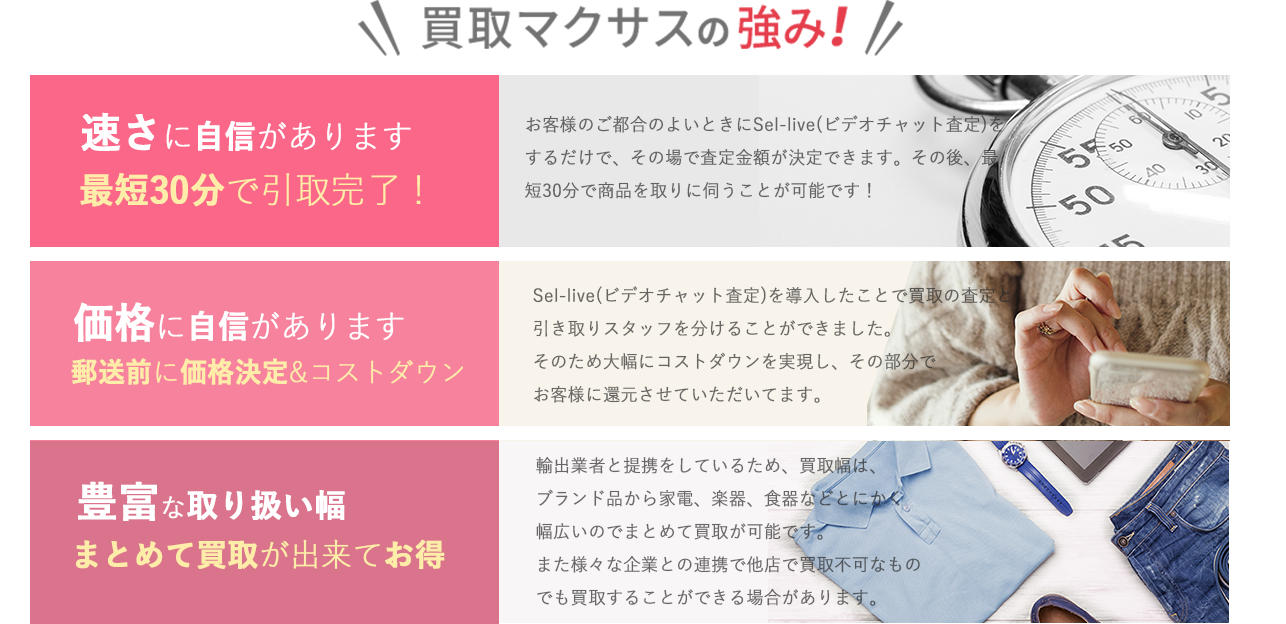 買取マクサスの強み!
速さに自信があります
最短30分で引取完了！
お客様のご都合のよいときにSel-live(ビデオチャット査定)を
するだけで、その場で査定金額が決定できます。その後、最
短30分で商品を取りに伺うことが可能です！
60
10
50
20
40
30
55
50
5
45
価格に自信があります
郵送前に価格決定&コストダウン
Sel-live(ビデオチャット査定)を導入したことで買取の査定と
引き取りスタッフを分けることができました。
そのため大幅にコストダウンを実現し、その部分で
お客様に還元させていただいてます。
豊富な取り扱い幅
まとめて買取が出来てお得
輸出業者と提携をしているため、買取幅は、
ブランド品から家電、楽器、食器などとにかく
幅広いのでまとめて買取が可能です。
また様々な企業との連携で他店で買取不可なもの
でも買取することができる場合があります。